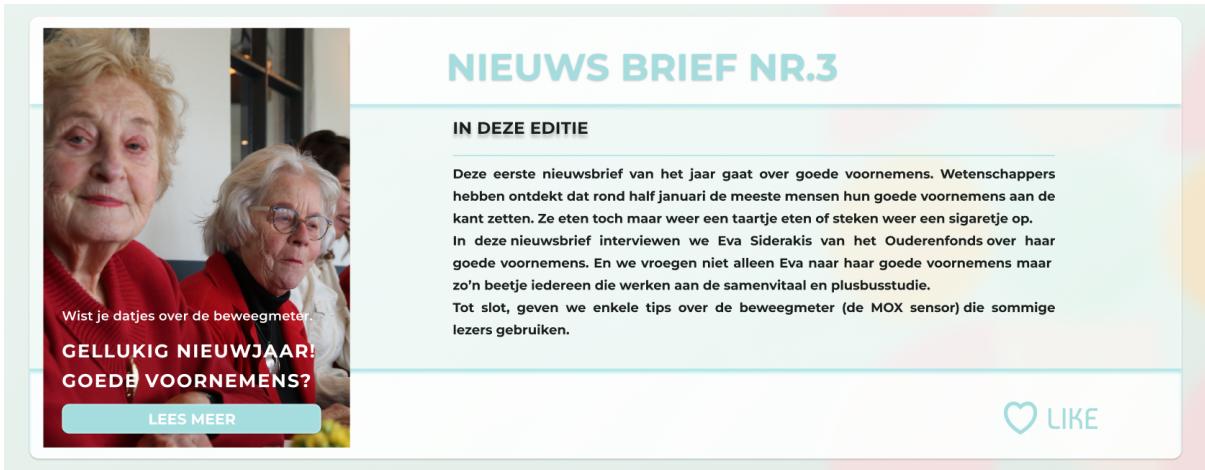 NIEUWS BRIEF NR.3
IN DEZE EDITIE
Deze eerste nieuwsbrief van het jaar gaat over goede voornemens. Wetenschappers
hebben ontdekt dat rond half januari de meeste mensen hun goede voornemens aan de
kant zetten. Ze eten toch maar weer een taartje eten of steken weer een sigaretje op.
In deze nieuwsbrief interviewen we Eva Siderakis van het Ouderenfonds over haar
goede voornemens. En we vroegen niet alleen Eva naar haar goede voornemens maar
zo’n beetje iedereen die werken aan de samenvitaal en plusbusstudie.
Tot slot, geven we enkele tips over de beweegmeter (de MOX sensor) die sommige
lezers gebruiken.
Wist je datjes over de beweegmeter.
GELLUKIG NIEUWJAAR!
GOEDE VOORNEMENS?
LEES MEER
LIKE